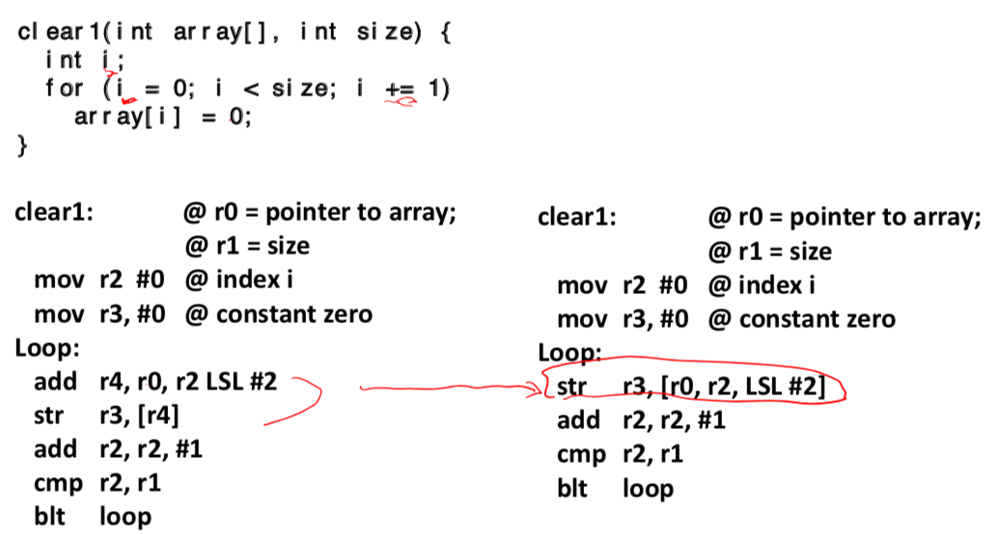 clear1(int array[], int size) {
int i;
for (i = 0; i < size; i += 1)
array[i] = 0;
}
clear1: @ r0 = pointer to array;
@ r1 = size
mov r2 #0 @ index i
mov r3, #0 @ constant zero
Loop:
add r4, r0, r2 LSL #2
str r3, [r4]
add r2, r2, #1
cmp r2, r1
blt loop
clear1: @ r0 = pointer to array;
@ r1 = size
mov r2 #0 @ index i
mov r3, #0 @ constant zero
Loop:
str r3, [r0, r2, LSL #2]
add r2, r2, #1
cmp r2, r1
blt loop